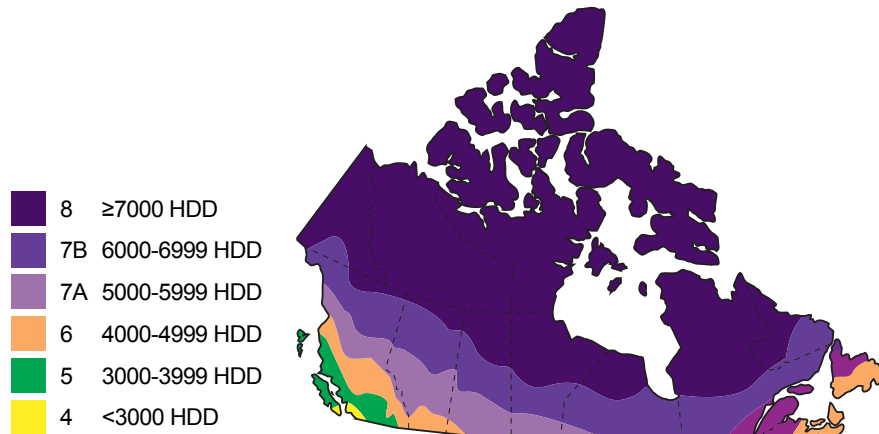 8 ≥7000 HDD
7B 6000-6999 HDD
7A 5000-5999 HDD
6 4000-4999 HDD
5 3000-3999 HDD
4 <3000 HDD